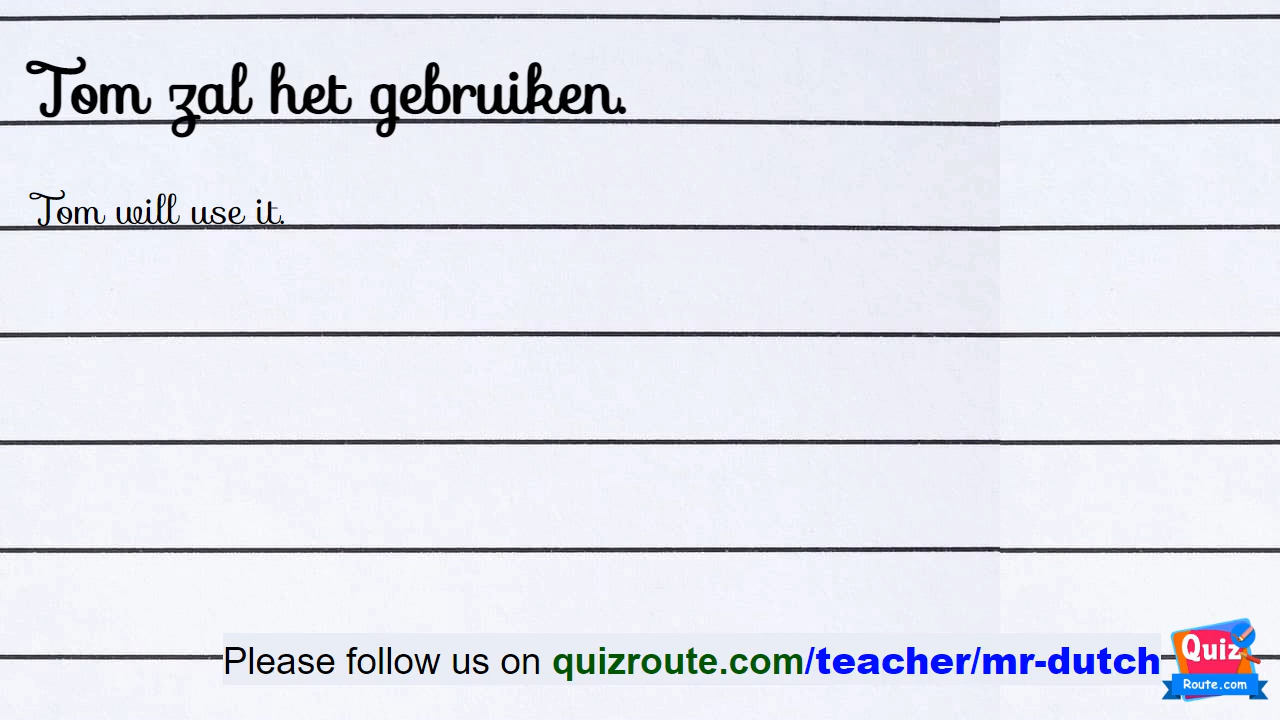 Tom zal het gebruiken.
Tom will use it.
Please follow us on quizroute.com/teacher/mr-dutch
Quiz
Route.com